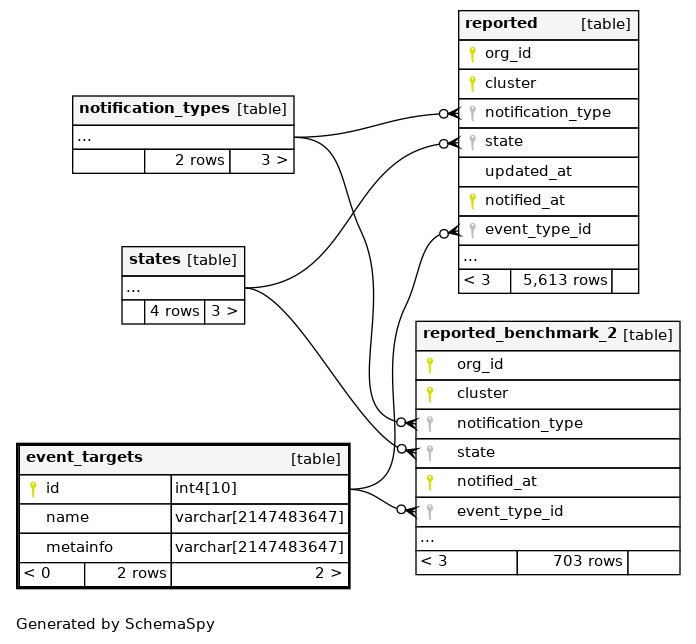 reported [table]
org_id
cluster
notification_type
state
updated_at
notified_at
event_type_id
...
< 3 5,613 rows
notification_types [table]
...
2 rows 3 >
states [table]
...
4 rows 3 >
reported_benchmark_2 [table]
org_id
cluster
notification_type
state
notified_at
event_type_id
...
< 3 703 rows
event_targets [table]
id int4[10]
name varchar[2147483647]
metainfo varchar[2147483647]
< 0 2 rows 2 >
Generated by SchemaSpy